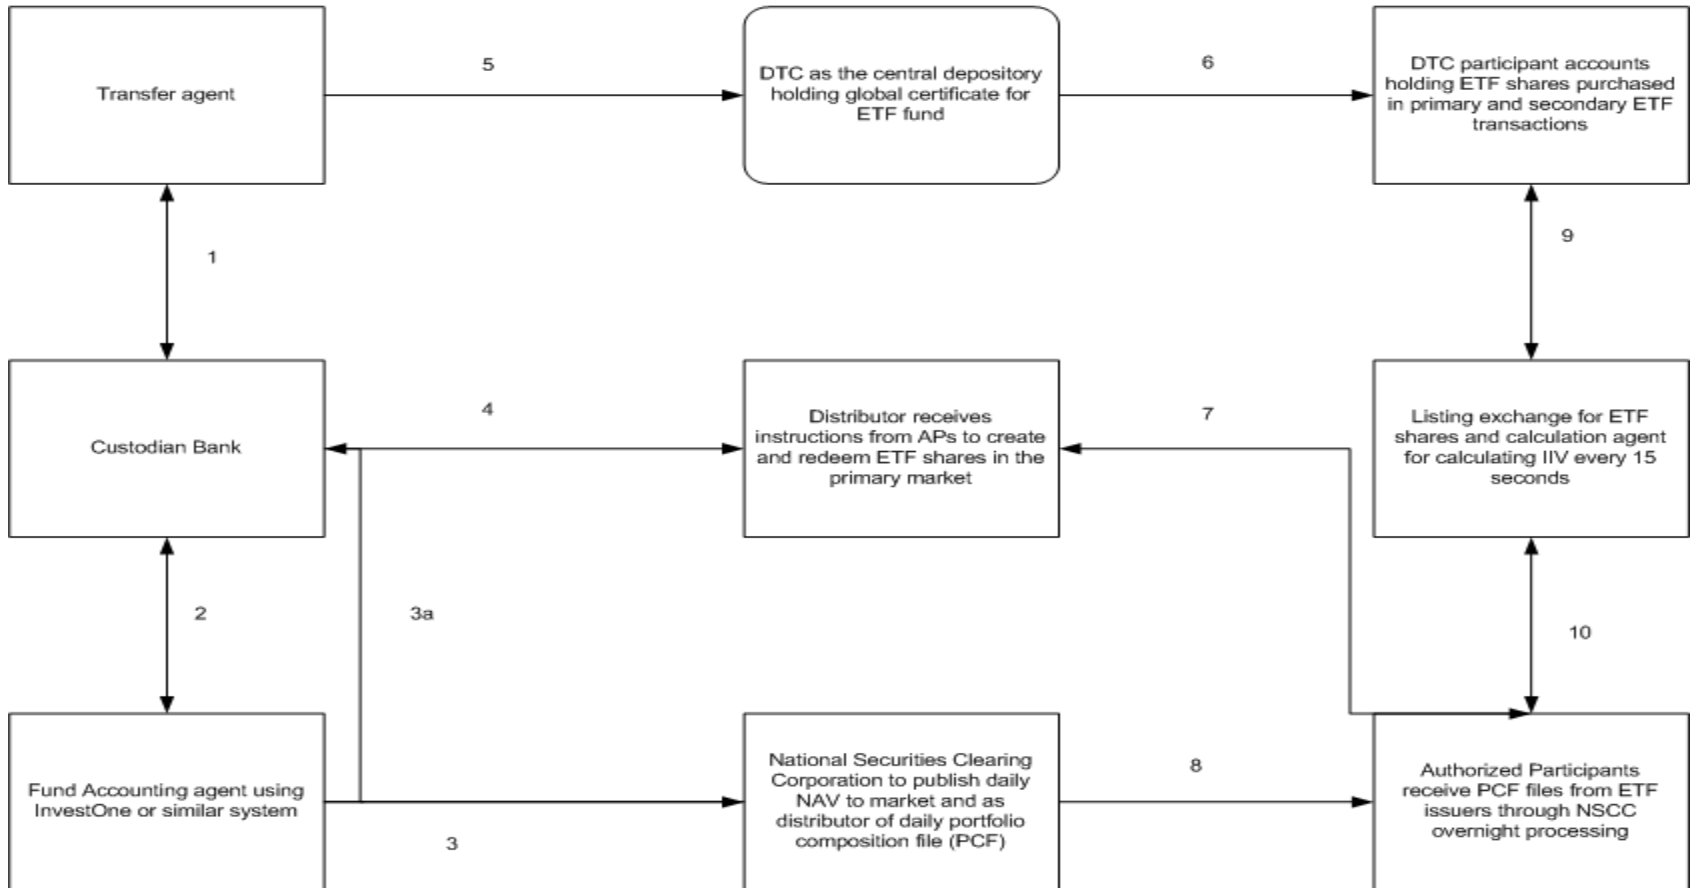 Transfer agent
5
DTC as the central depository
holding global certificate for
ETF fund
6
DTC participant accounts
holding ETF shares purchased
in primary and secondary ETF
transactions
1
9
Custodian Bank
4
Distributor receives
instructions from APs to create
and redeem ETF shares in the
primary market
7
Listing exchange for ETF
shares and calculation agent
for calculating IIV every 15
seconds
2
3a
10
Fund Accounting agent using
InvestOne or similar system
3
National Securities Clearing
Corporation to publish daily
NAV to market and as
distributor of daily portfolio
composition file (PCF)
8
Authorized Participants
receive PCF files from ETF
issuers through NSCC
overnight processing